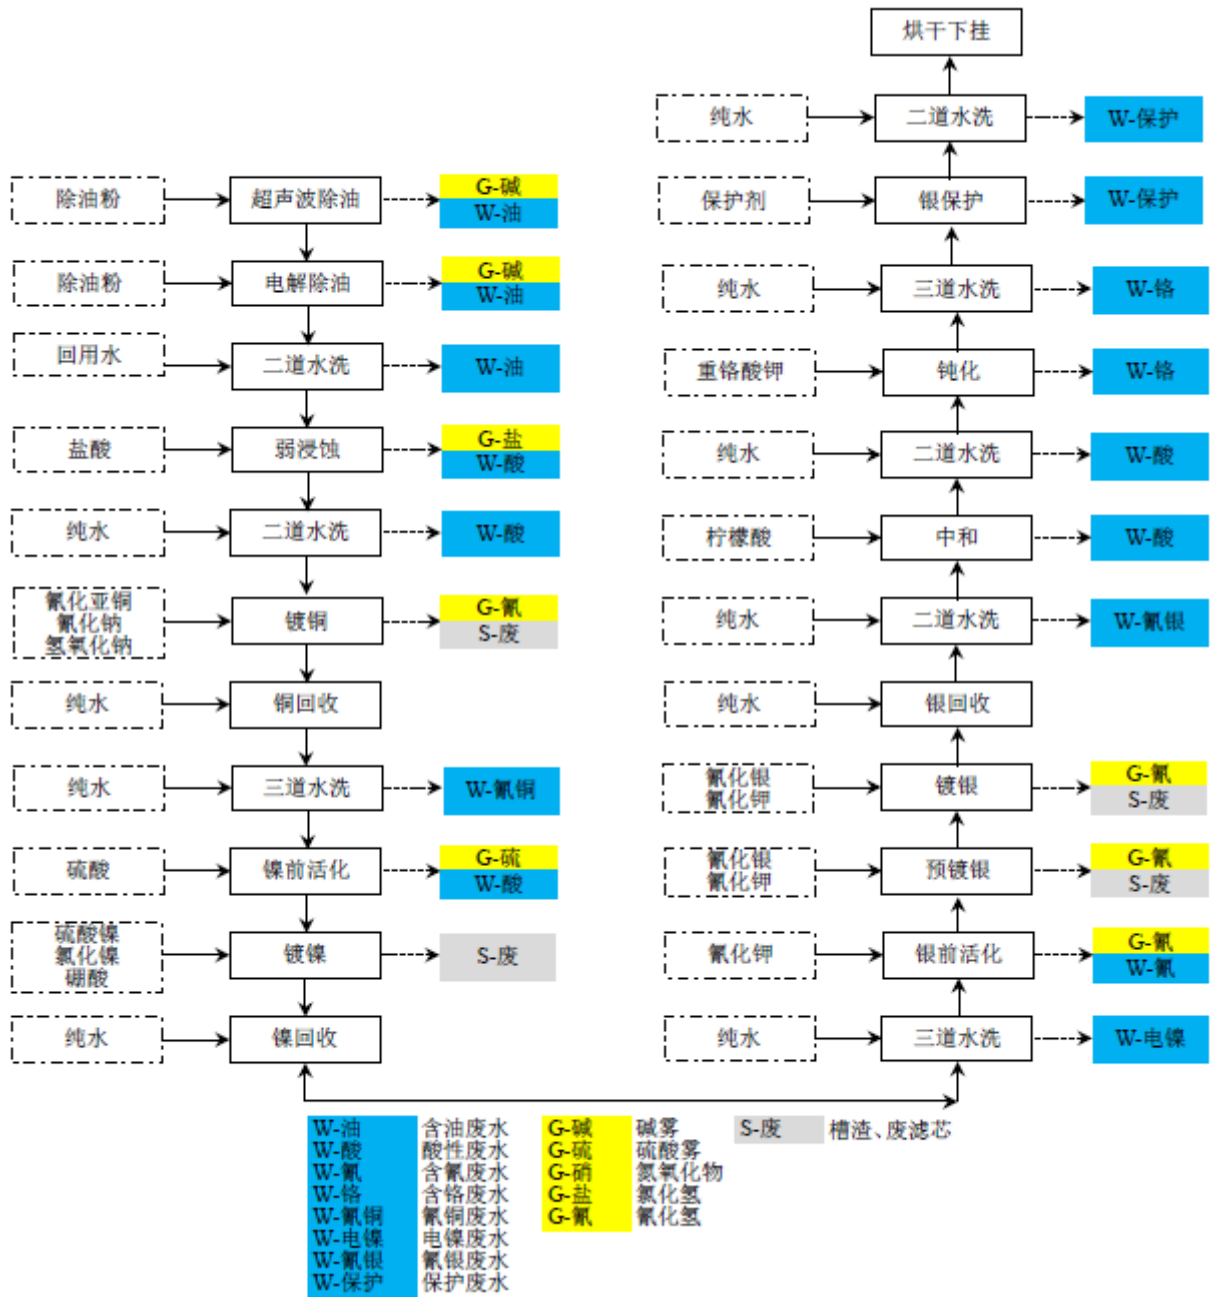 除油粉
超声波除油
G-碱
W-油
除油粉
电解除油
G-碱
W-油
回用水
二道水洗
W-油
盐酸
弱浸蚀
G-盐
W-酸
纯水
二道水洗
W-酸
氰化亚铜
氰化钠
氢氧化钠
镀铜
G-氰
S-废
纯水
铜回收
纯水
三道水洗
W-氰铜
硫酸
镍前活化
G-硫
W-酸
硫酸镍
氯化镍
硼酸
镀镍
S-废
纯水
镍回收
烘干下挂
纯水
二道水洗
W-保护
保护剂
银保护
W-保护
纯水
三道水洗
W-铬
重铬酸钾
钝化
W-铬
纯水
二道水洗
W-酸
柠檬酸
中和
W-酸
纯水
二道水洗
W-氰银
纯水
银回收
氰化银
氰化钾
镀银
G-氰
S-废
氰化银
氰化钾
预镀银
G-氰
S-废
氰化钾
银前活化
G-氰
W-氰
纯水
三道水洗
W-电镍
W-油 含油废水
W-酸 酸性废水
W-氰 含氰废水
W-铬 含铬废水
W-氰铜 氰铜废水
W-电镍 电镍废水
W-氰银 氰银废水
W-保护 保护废水
G-碱 碱雾
G-硫 硫酸雾
G-硝 氮氧化物
G-盐 氯化氢
G-氰 氰化氢
S-废 槽渣、废滤芯